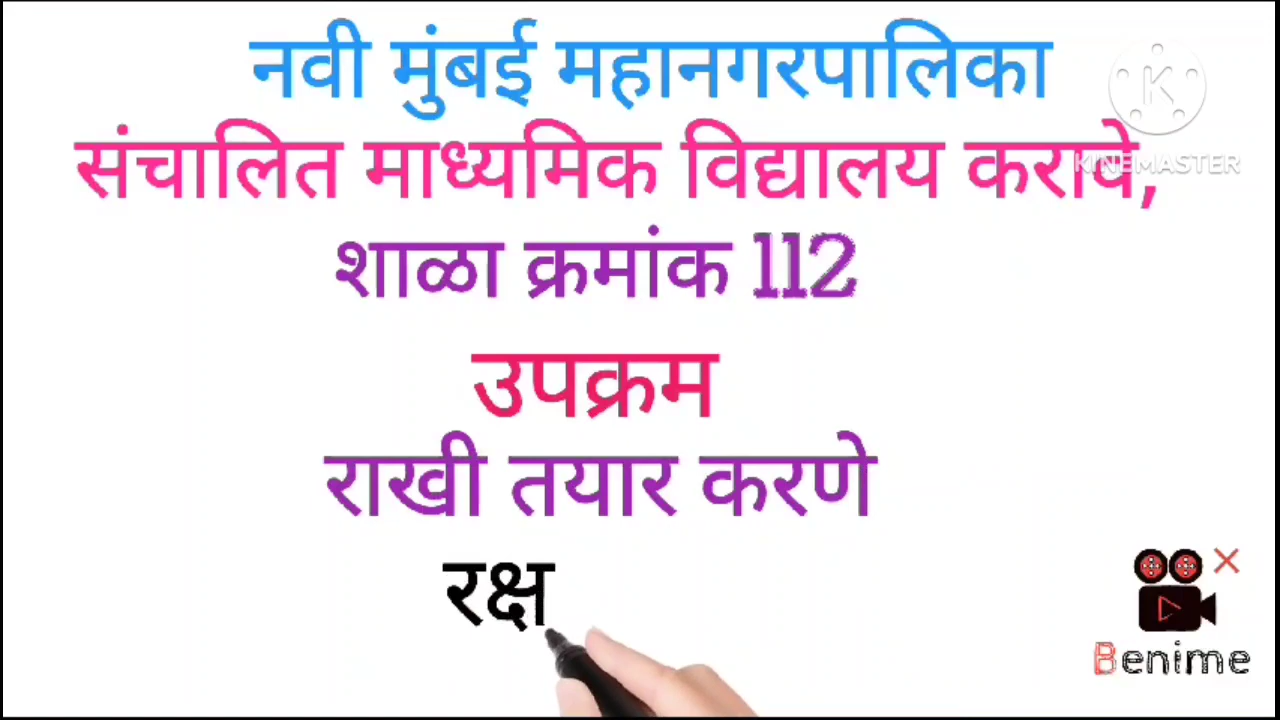 नवी मुंबई महानगरपालिका
संचालित माध्यमिक विद्यालय करावे,
शाळा क्रमांक 112
उपक्रम
राखी तयार करणे
रक्ष
K
KINEMASTER
Benime